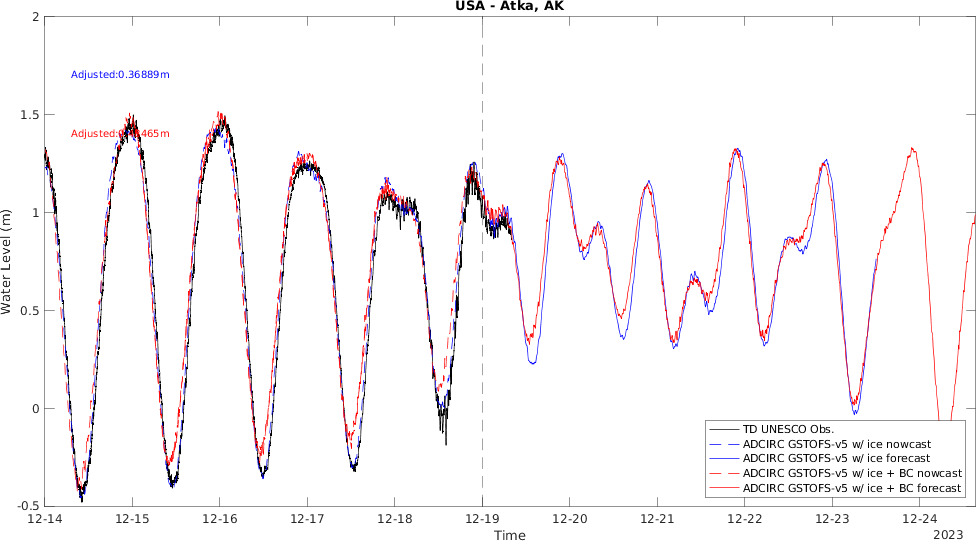 USA - Atka, AK
2
1.5
1
0.5
0
-0.5
Water Level (m)
Adjusted:0.36889m
TD UNESCO Obs.
ADCIRC GSTOFS-v5 w/ ice nowcast
ADCIRC GSTOFS-v5 w/ ice forecast
ADCIRC GSTOFS-v5 w/ ice + BC nowcast
ADCIRC GSTOFS-v5 w/ ice + BC forecast
12-14 12-15 12-16 12-17 12-18 12-19 12-20 12-21 12-22 12-23 12-24
Time
2023